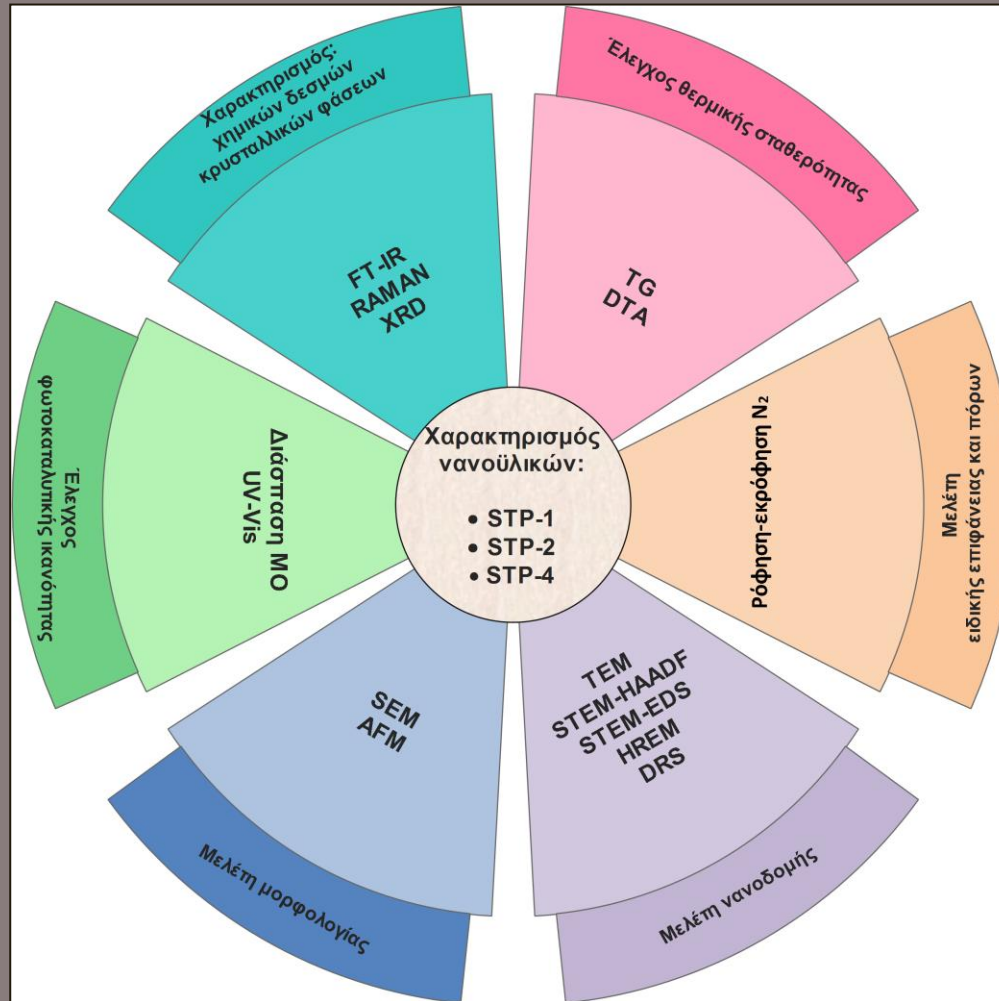 Χαρακτηρισμός:
χημικών δεσμών
κρυσταλλικών φάσεων
FT-IR
RAMAN
XRD
Έλεγχος θερμικής σταθερότητας
TG
DTA
Μελέτη
ειδικής επιφάνειας και πόρων
Ρόφηση-εκρόφηση N₂
Χαρακτηρισμός
νανοϋλικών:
• STP-1
• STP-2
• STP-4
Έλεγχος
φωτοκαταλυτικής ικανότητας
Διάσπαση MO
UV-Vis
SEM
AFM
Μελέτη μορφολογίας
TEM
STEM-HAADF
STEM-EDS
HREM
DRS
Μελέτη νανοδομής